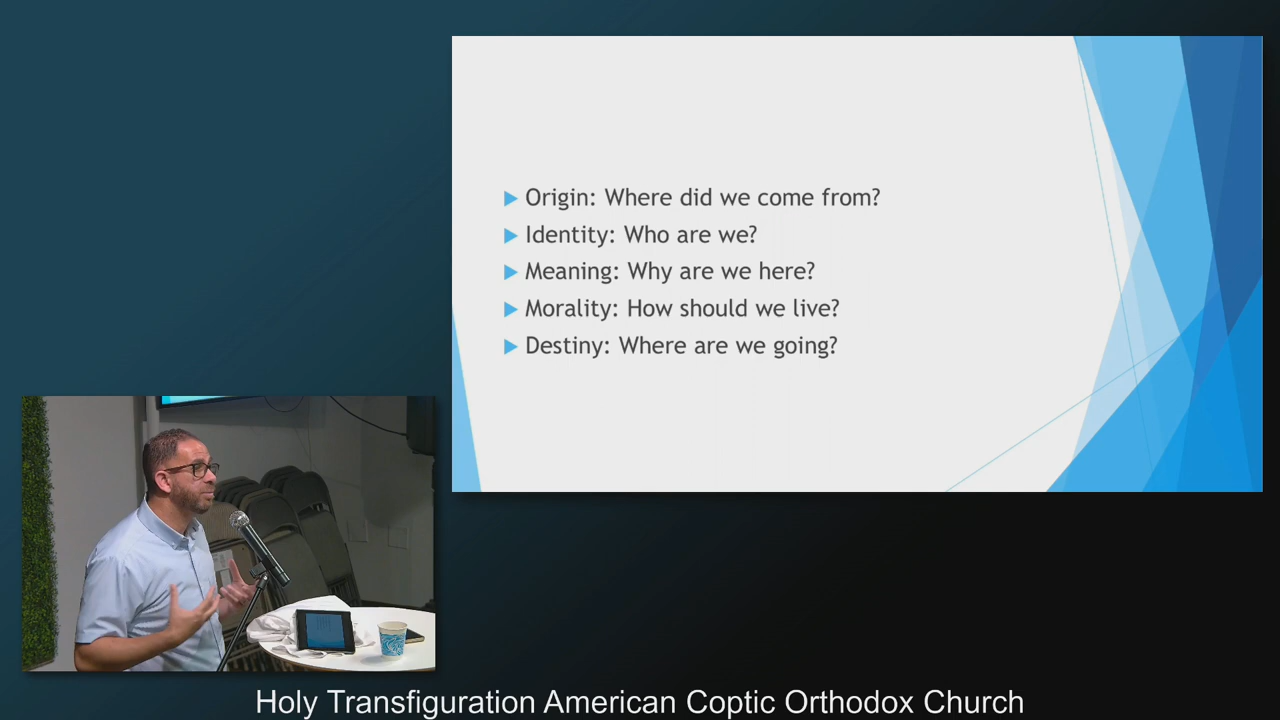 Origin: Where did we come from?
Identity: Who are we?
Meaning: Why are we here?
Morality: How should we live?
Destiny: Where are we going?
Holy Transfiguration American Coptic Orthodox Church